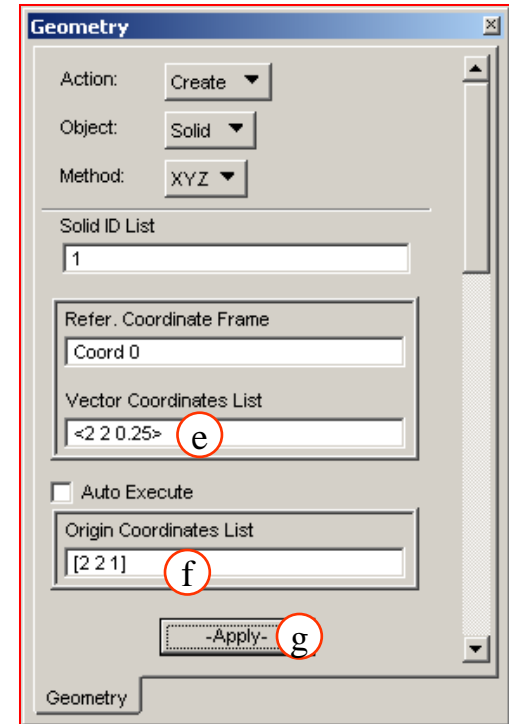 Geometry
Action: Create
Object: Solid
Method: XYZ
Solid ID List
1
Refer. Coordinate Frame
Coord 0
Vector Coordinates List
<2 2 0.25> e
Auto Execute
Origin Coordinates List
[2 2 1] f
-Apply- g
Geometry